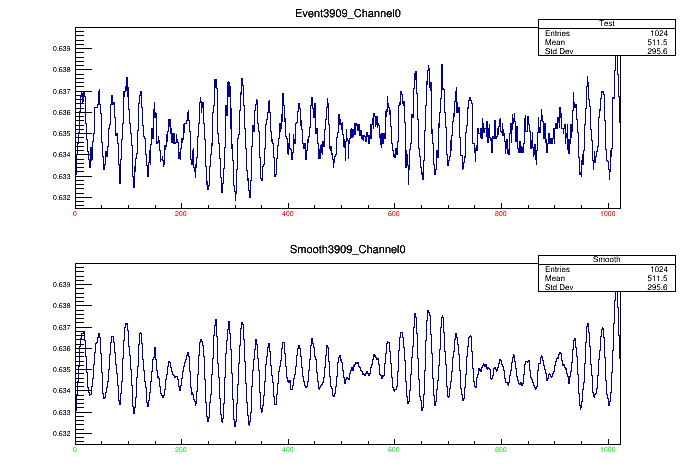 Event3909_Channel0
Test
Entries 1024
Mean 511.5
Std Dev 295.6
0.639
0.638
0.637
0.636
0.635
0.634
0.633
0.632
0 200 400 600 800 1000
Smooth3909_Channel0
Smooth
Entries 1024
Mean 511.5
Std Dev 295.6
0.639
0.638
0.637
0.636
0.635
0.634
0.633
0.632
0 200 400 600 800 1000